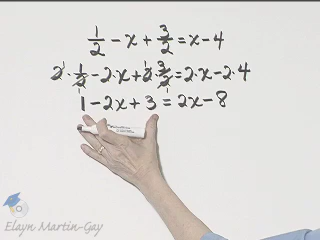 1/2 - x + 3/2 = x - 4
2 · 1/2 - 2 · x + 2 · 3/2 = 2 · x - 2 · 4
1 - 2x + 3 = 2x - 8
Elayn Martin-Gay